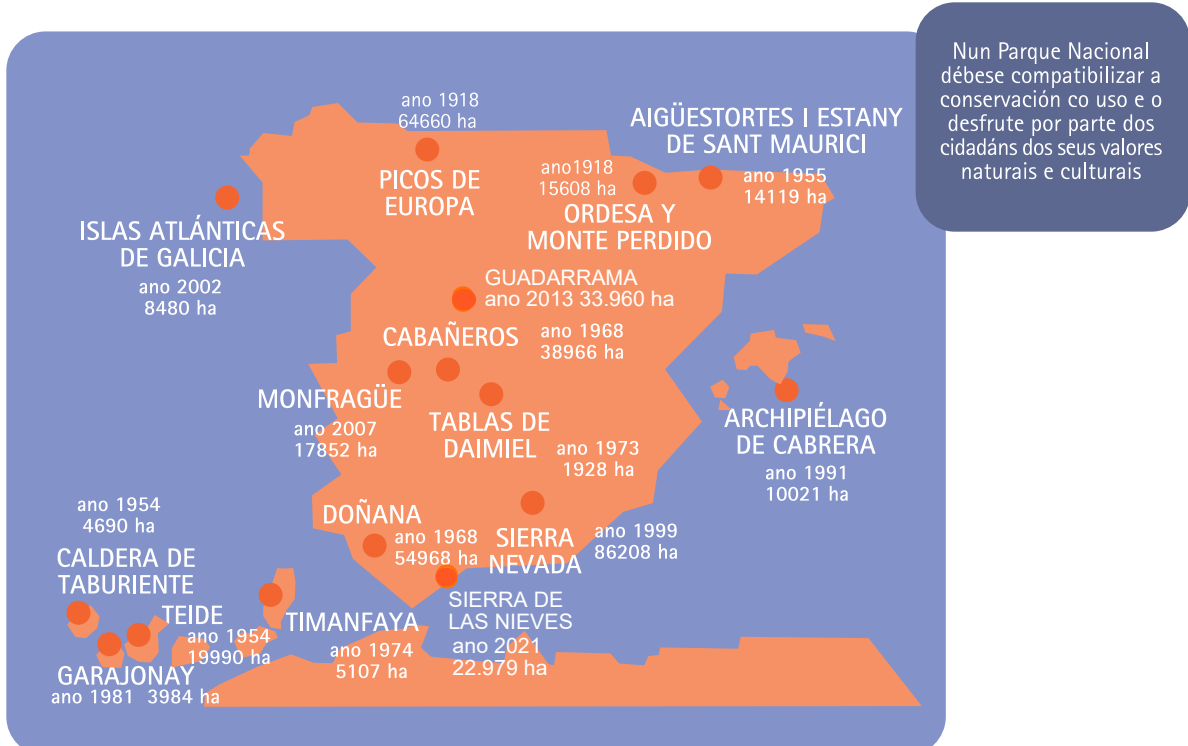 Nun Parque Nacional
débese compatibilizar a
conservación co uso e o
desfrute por parte dos
cidadáns dos seus valores
naturais e culturais
ano 1918
64660 ha
PICOS DE
EUROPA
AIGÜESTORTES I ESTANY
DE SANT MAURICI
ano 1955
14119 ha
ano1918
15608 ha
ORDESA Y
MONTE PERDIDO
ISLAS ATLÁNTICAS
DE GALICIA
ano 2002
8480 ha
GUADARRAMA
ano 2013 33.960 ha
CABAÑEROS
ano 1968
38966 ha
MONFRAGÜE
ano 2007
17852 ha
TABLAS DE
DAIMIEL
ano 1973
1928 ha
ARCHIPIÉLAGO
DE CABRERA
ano 1991
10021 ha
DOÑANA
ano 1968
54968 ha
SIERRA
NEVADA
ano 1999
86208 ha
ano 1954
4690 ha
CALDERA DE
TABURIENTE
TEIDE
ano 1954
19990 ha
TIMANFAYA
ano 1974
5107 ha
SIERRA DE
LAS NIEVES
ano 2021
22.979 ha
GARAJONAY
ano 1981 3984 ha